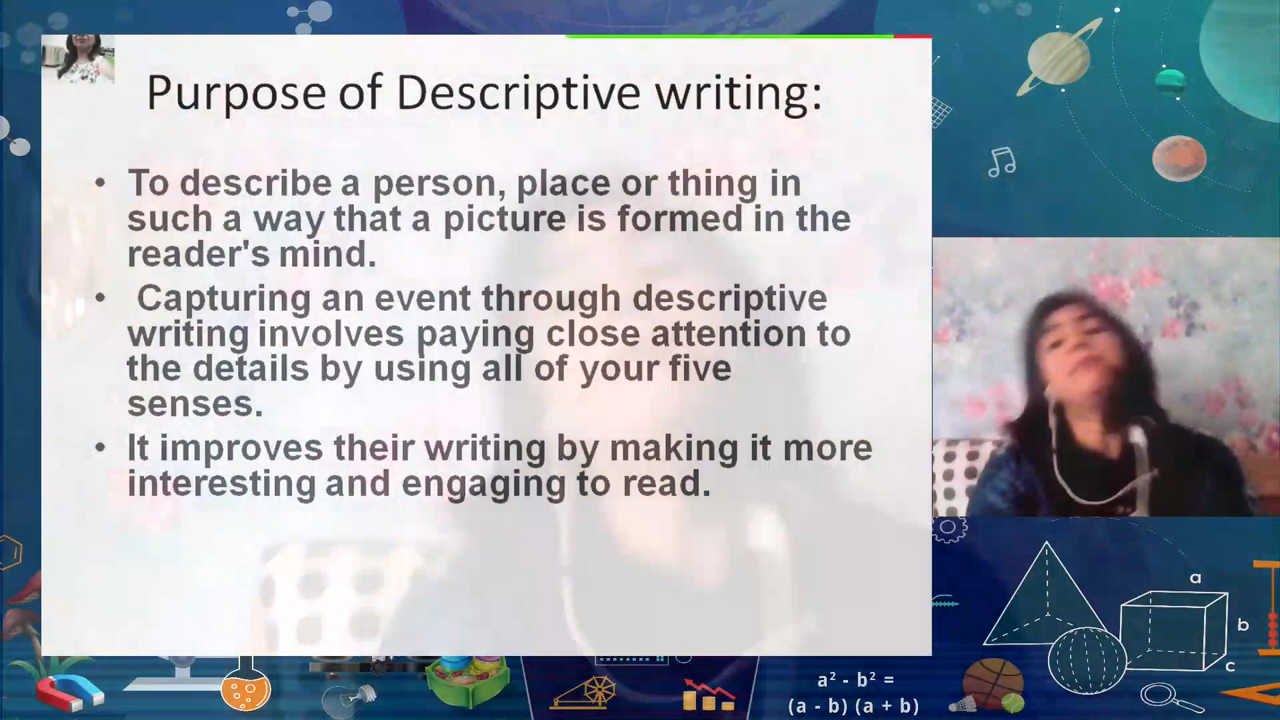 Purpose of Descriptive writing:
• To describe a person, place or thing in
such a way that a picture is formed in the
reader's mind.
• Capturing an event through descriptive
writing involves paying close attention to
the details by using all of your five
senses.
• It improves their writing by making it more
interesting and engaging to read.
a
b
c
a² - b² =
(a - b) (a + b)